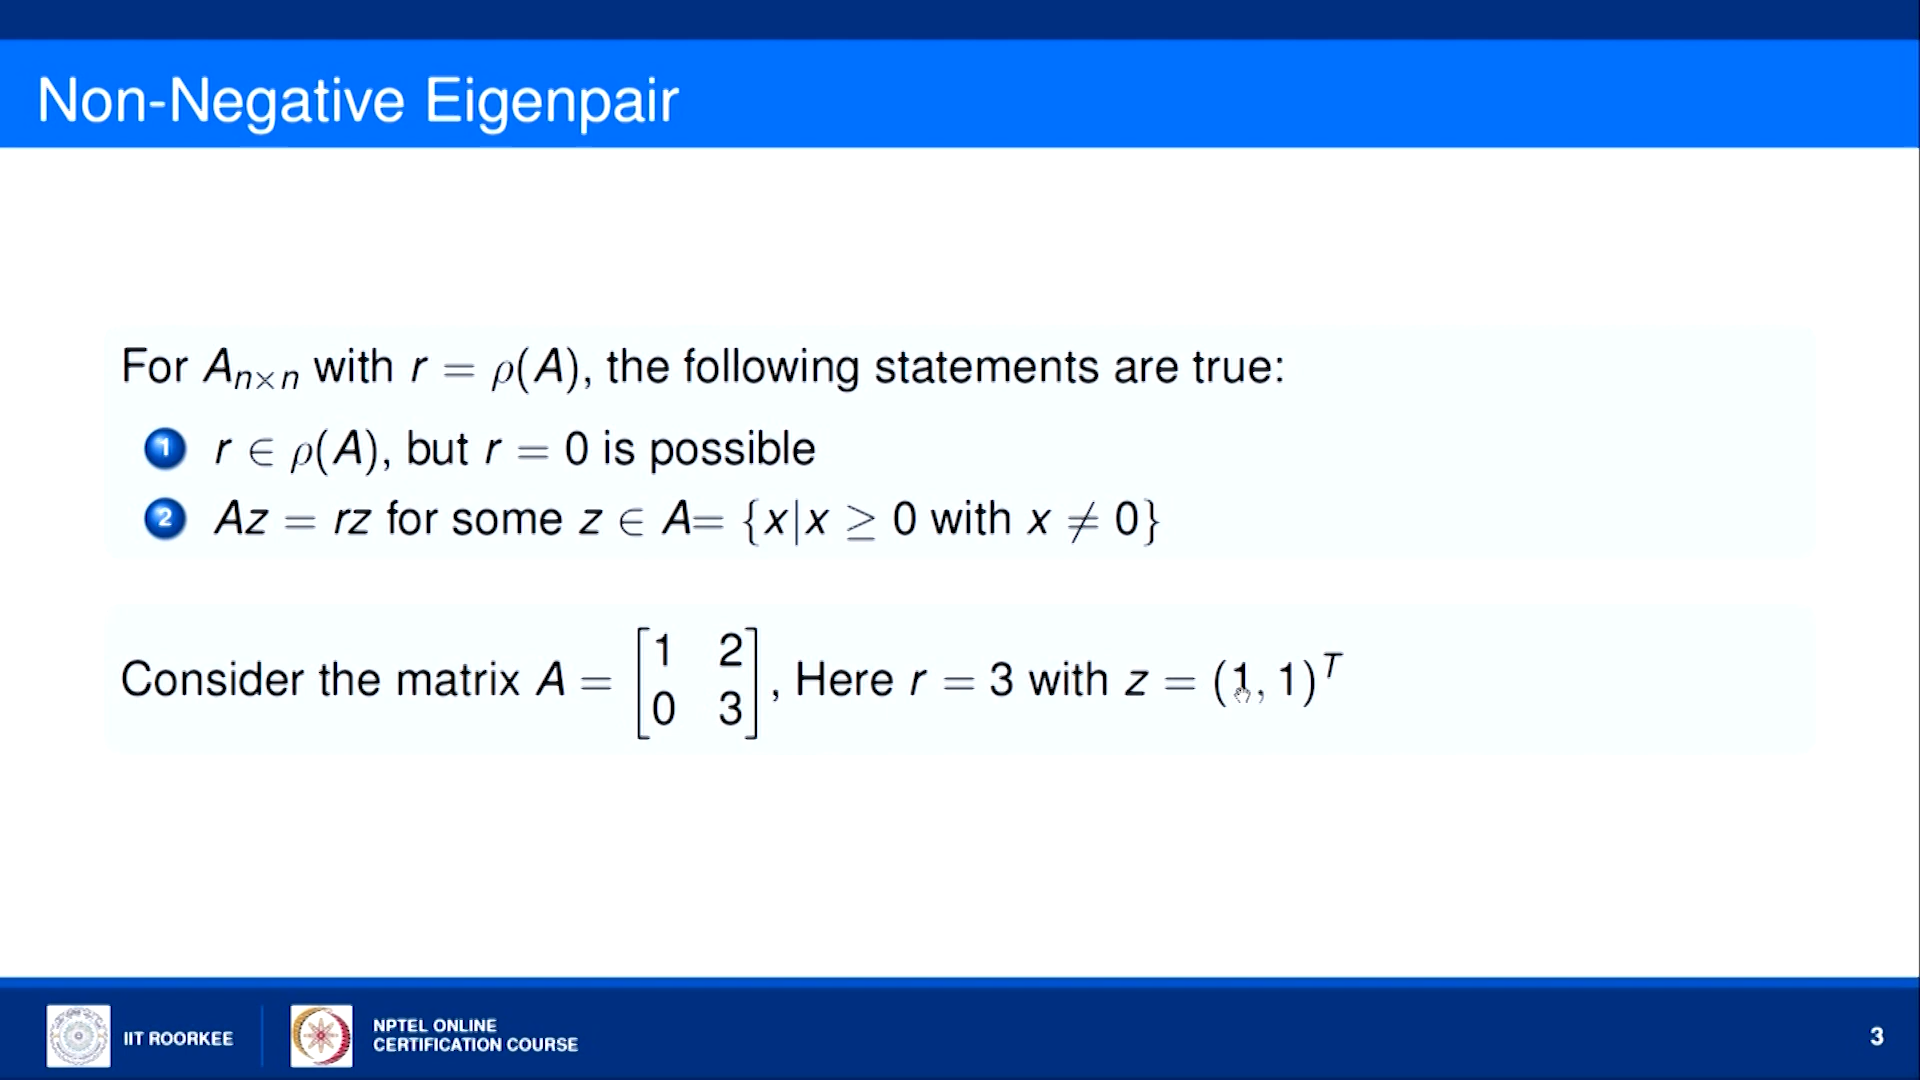 Non-Negative Eigenpair
For Aₙₓₙ with r = ρ(A), the following statements are true:
1 r ∈ ρ(A), but r = 0 is possible
2 Az = rz for some z ∈ A= {x|x ≥ 0 with x ≠ 0}
Consider the matrix A = [1 2; 0 3], Here r = 3 with z = (1, 1)ᵀ
IIT ROORKEE
NPTEL ONLINE
CERTIFICATION COURSE
3